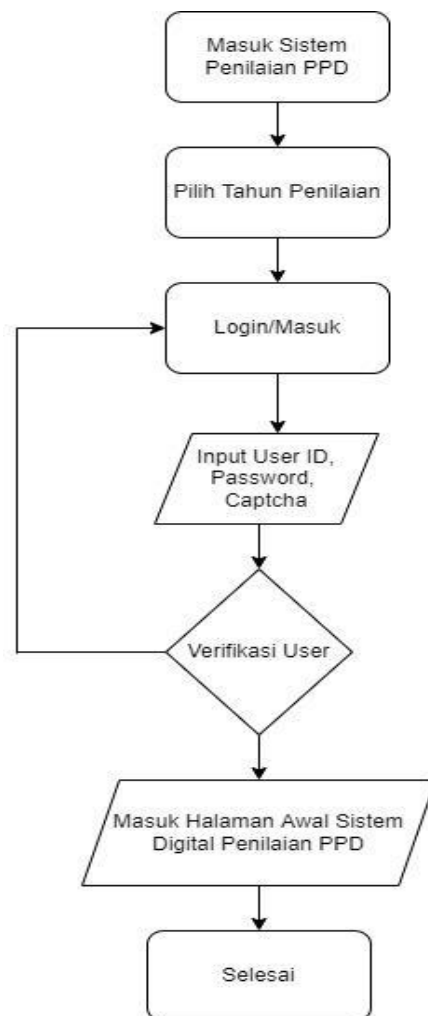 Masuk Sistem
Penilaian PPD
Pilih Tahun Penilaian
Login/Masuk
Input User ID,
Password,
Captcha
Verifikasi User
Masuk Halaman Awal Sistem
Digital Penilaian PPD
Selesai